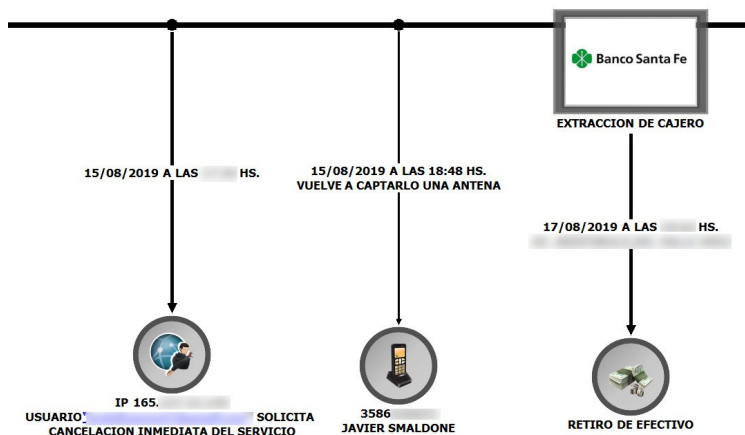 Banco Santa Fe
EXTRACCION DE CAJERO
15/08/2019 A LAS HS.
15/08/2019 A LAS 18:48 HS.
VUELVE A CAPTARLO UNA ANTENA
17/08/2019 A LAS HS.
IP 165.
USUARIO SOLICITA
CANCELACION INMEDIATA DEL SERVICIO
3586
JAVIER SMALDONE
RETIRO DE EFECTIVO